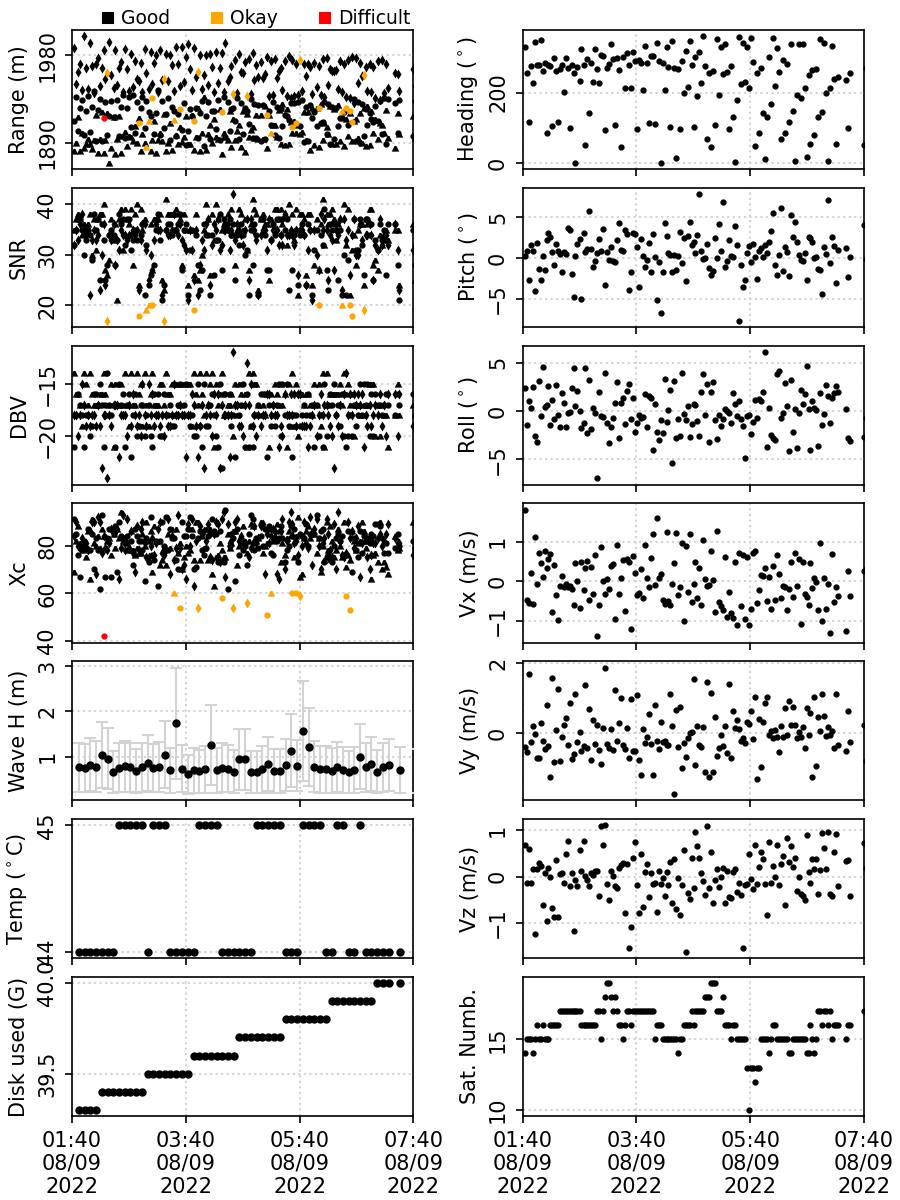 Good Okay Difficult
Range (m)
1980
1890
Heading (°)
200
0
SNR
40
30
20
Pitch (°)
5
0
−5
DBV
−15
−20
Roll (°)
5
0
−5
Xc
80
60
40
Vx (m/s)
1
0
−1
Wave H (m)
3
2
1
Vy (m/s)
2
0
Temp (°C)
45
44
Vz (m/s)
1
0
−1
Disk used (G)
40.0
39.5
Sat. Numb.
15
10
01:40 03:40 05:40 07:40 01:40 03:40 05:40 07:40
08/09 08/09 08/09 08/09 08/09 08/09 08/09 08/09
2022 2022 2022 2022 2022 2022 2022 2022